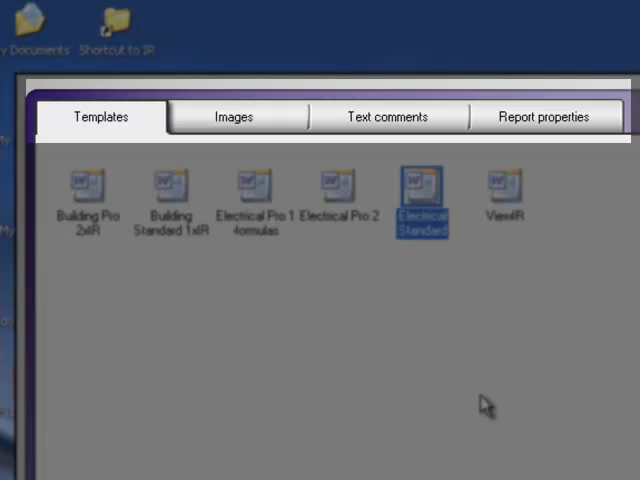 y Documents
Shortcut to IR
Templates
Images
Text comments
Report properties
Building Pro
2xIR
Building
Standard 1xIR
Electrical Pro 1
formulas
Electrical Pro 2
Electrical
Standard
ViewIR
My